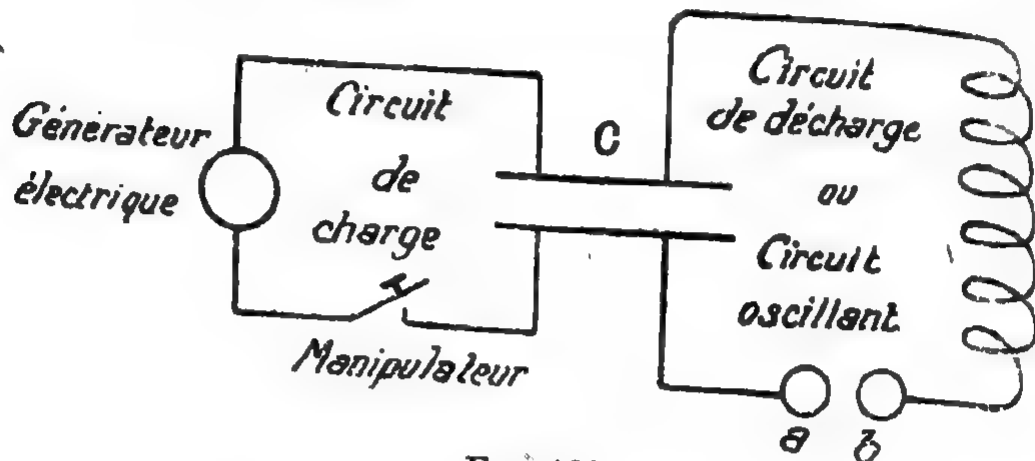 Générateur
électrique
Circuit
de
charge
Manipulateur
C
Circuit
de décharge
ou
Circuit
oscillant
a b